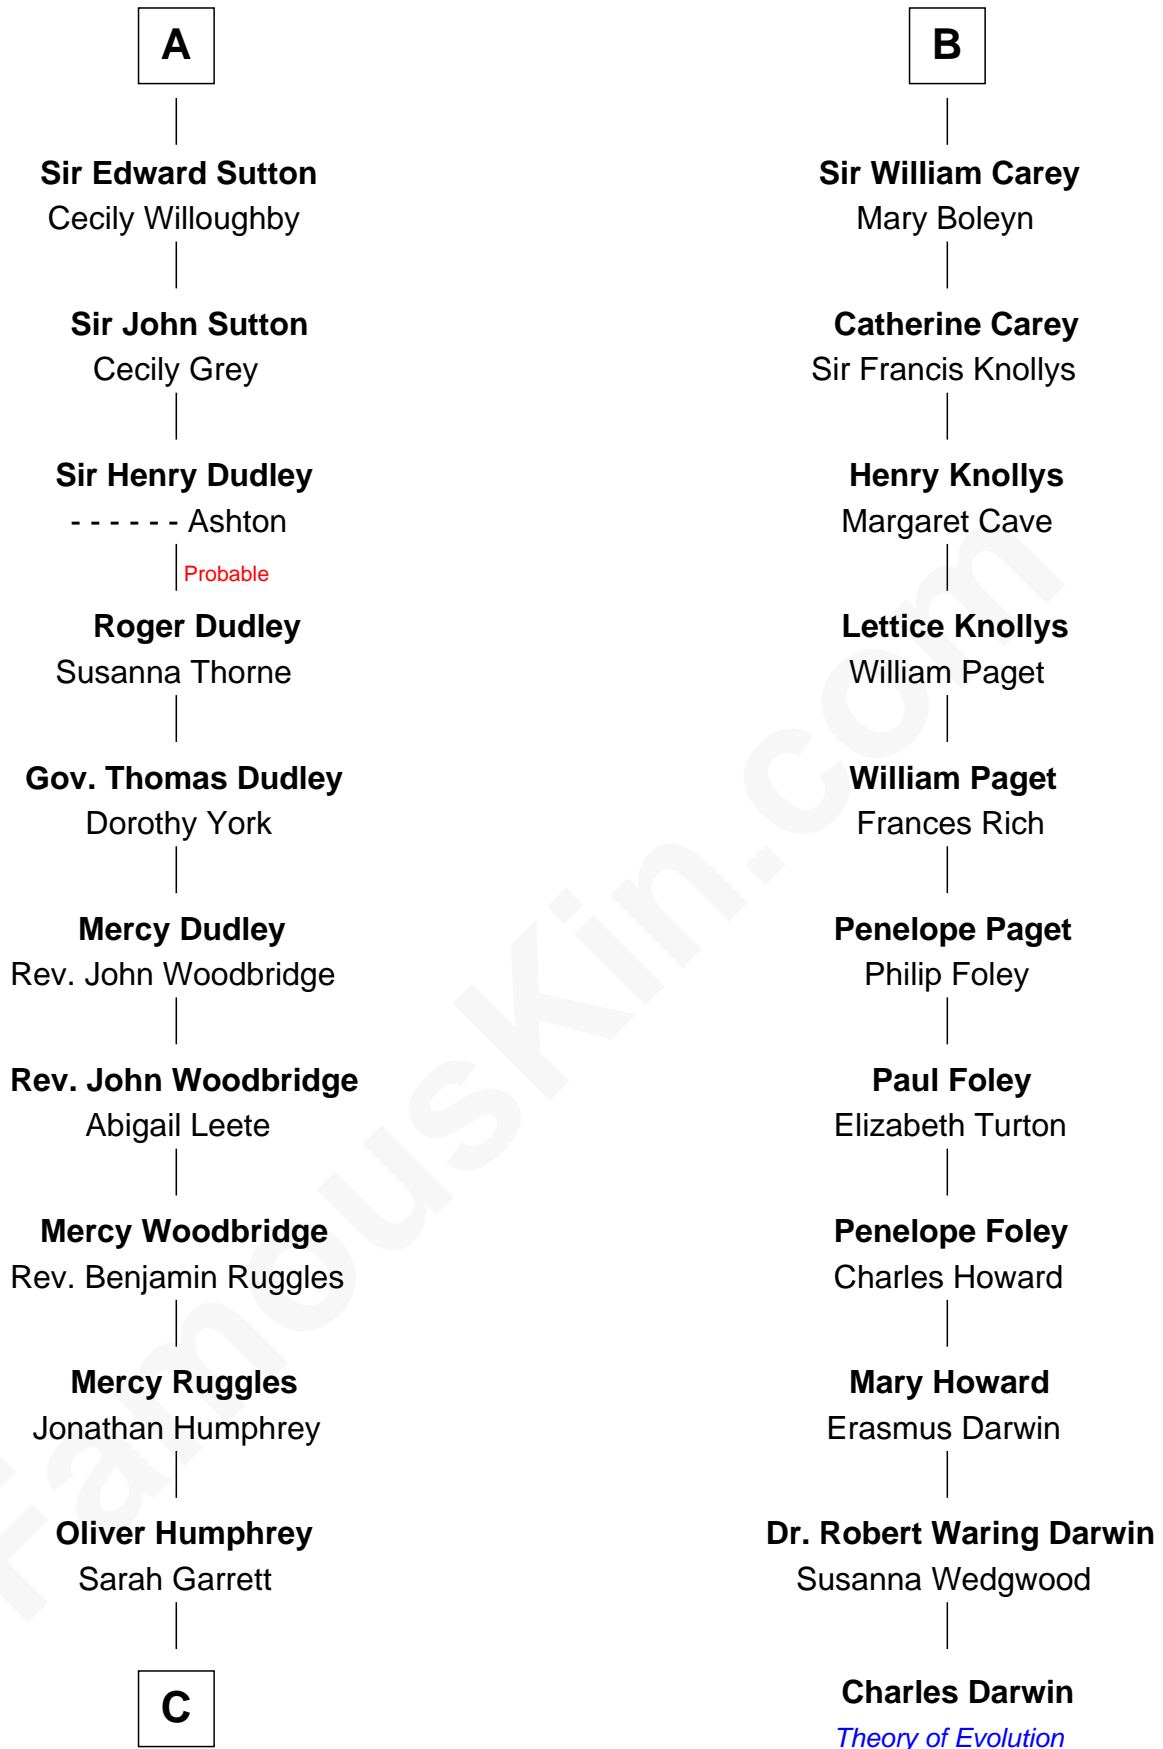 A
Sir Edward Sutton
Cecily Willoughby
Sir John Sutton
Cecily Grey
Sir Henry Dudley
- - - - - - Ashton
Probable
Roger Dudley
Susanna Thorne
Gov. Thomas Dudley
Dorothy York
Mercy Dudley
Rev. John Woodbridge
Rev. John Woodbridge
Abigail Leete
Mercy Woodbridge
Rev. Benjamin Ruggles
Mercy Ruggles
Jonathan Humphrey
Oliver Humphrey
Sarah Garrett
C
B
Sir William Carey
Mary Boleyn
Catherine Carey
Sir Francis Knollys
Henry Knollys
Margaret Cave
Lettice Knollys
William Paget
William Paget
Frances Rich
Penelope Paget
Philip Foley
Paul Foley
Elizabeth Turton
Penelope Foley
Charles Howard
Mary Howard
Erasmus Darwin
Dr. Robert Waring Darwin
Susanna Wedgwood
Charles Darwin
Theory of Evolution
FamousKin.com